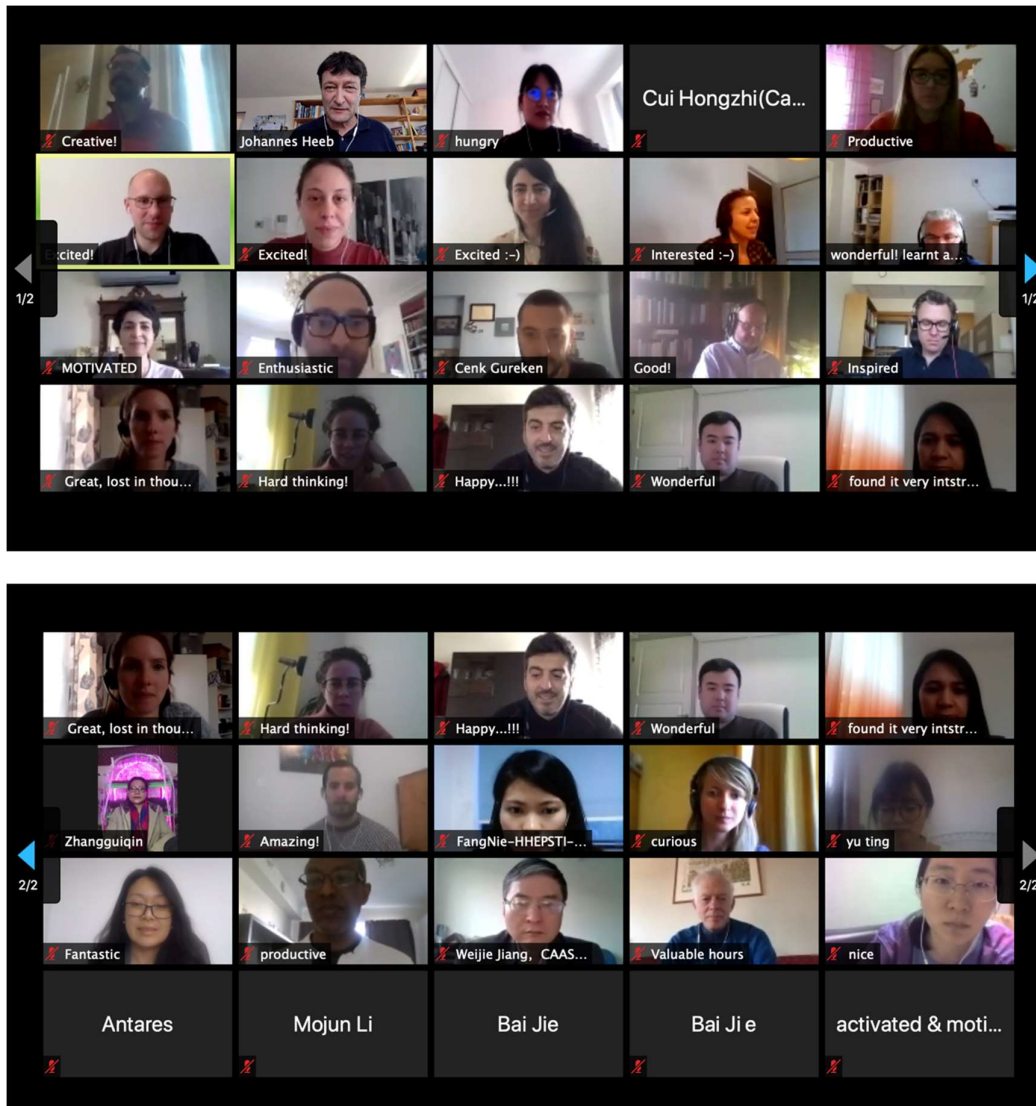 Cui Hongzhi(Ca...
Creative!
Johannes Heeb
hungry
Productive
Excited!
Excited!
Excited :-)
Interested :-)
wonderful! learnt a...
1/2
1/2
MOTIVATED
Enthusiastic
Cenk Gureken
Good!
Inspired
Great, lost in thou...
Hard thinking!
Happy...!!!
Wonderful
found it very intstr...
Great, lost in thou...
Hard thinking!
Happy...!!!
Wonderful
found it very intstr...
Zhangguiqin
Amazing!
FangNie-HHEPSTI-...
curious
yu ting
2/2
2/2
Fantastic
productive
Weijie Jiang, CAAS...
Valuable hours
nice
Antares
Mojun Li
Bai Jie
Bai Ji e
activated & moti...